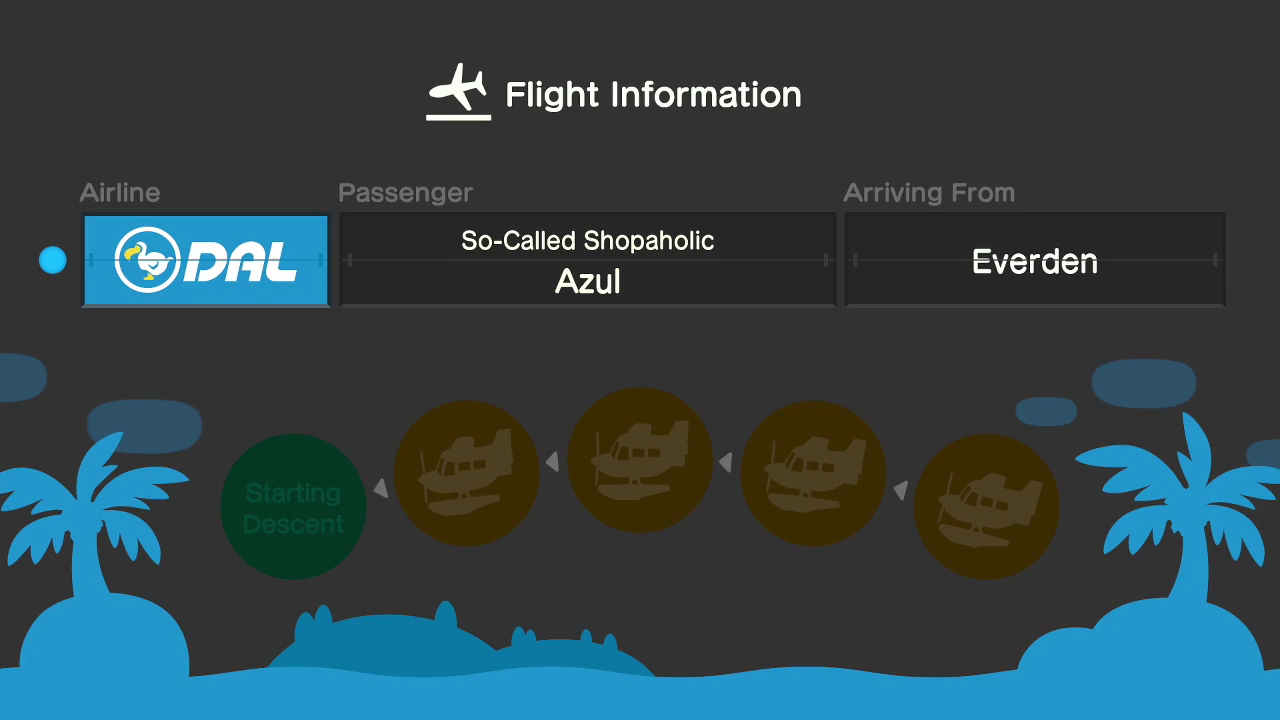 Flight Information
Airline
Passenger
Arriving From
DAL
So-Called Shopaholic
Azul
Everden
Starting
Descent